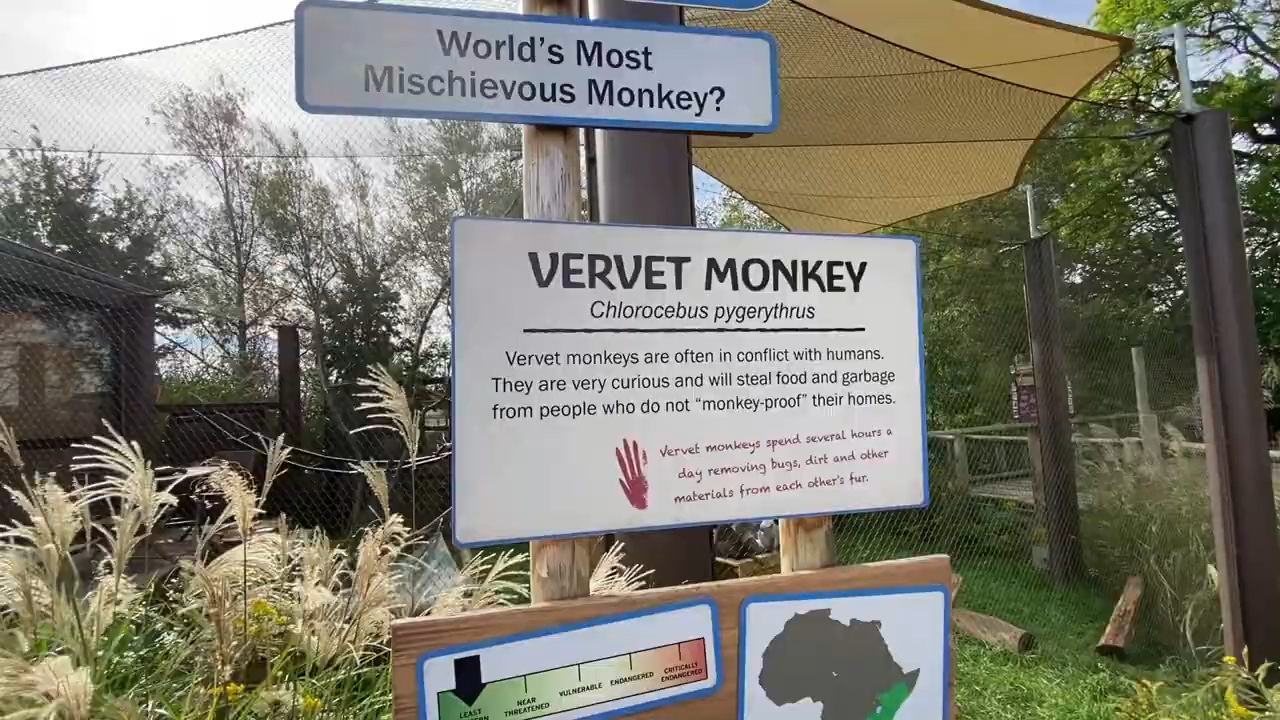 World's Most
Mischievous Monkey?
VERVET MONKEY
Chlorocebus pygerythrus
Vervet monkeys are often in conflict with humans.
They are very curious and will steal food and garbage
from people who do not "monkey-proof" their homes.
Vervet monkeys spend several hours a
day removing bugs, dirt and other
materials from each other's fur.
LEAST
NEAR
THREATENED
VULNERABLE
ENDANGERED
CRITICALLY
ENDANGERED